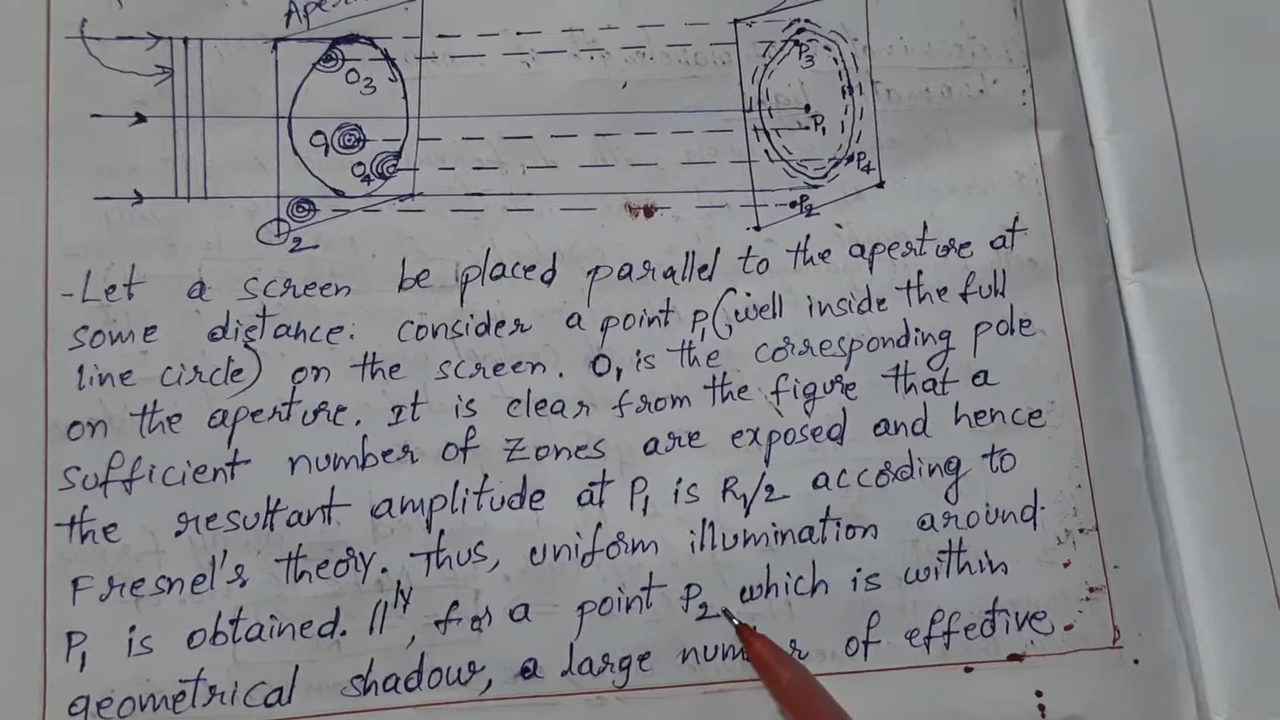 O3
P3
P1
9
O4
P4
P2
2
-Let a screen be placed parallel to the aperture at
some distance. consider a point P1 (well inside the full
line circle) on the screen. O1 is the corresponding pole
on the aperture. It is clear from the figure that a
sufficient number of zones are exposed and hence
the resultant amplitude at P1 is R1/2 according to
Fresnel's theory. Thus, uniform illumination around
P1 is obtained. ||ly, for a point P2 which is within
geometrical shadow, a large number of effective